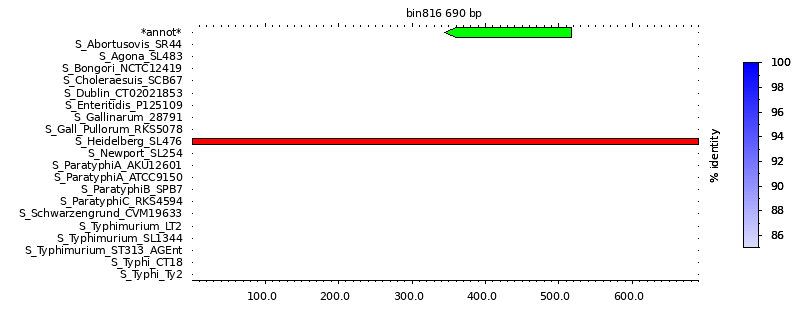 bin816 690 bp
*annot*
S_Abortusovis_SR44
S_Agona_SL483
S_Bongori_NCTC12419
S_Choleraesuis_SCB67
S_Dublin_CT02021853
S_Enteritidis_P125109
S_Gallinarum_28791
S_Gall_Pullorum_RKS5078
S_Heidelberg_SL476
S_Newport_SL254
S_ParatyphiA_AKU12601
S_ParatyphiA_ATCC9150
S_ParatyphiB_SPB7
S_ParatyphiC_RKS4594
S_Schwarzengrund_CVM19633
S_Typhimurium_LT2
S_Typhimurium_SL1344
S_Typhimurium_ST313_AGEnt
S_Typhi_CT18
S_Typhi_Ty2
100.0 200.0 300.0 400.0 500.0 600.0
% identity
100
98
96
94
92
90
88
86